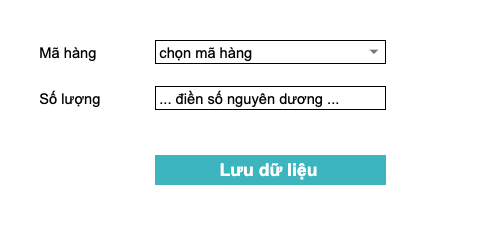 Mã hàng chọn mã hàng
Số lượng ... điền số nguyên dương ...
Lưu dữ liệu